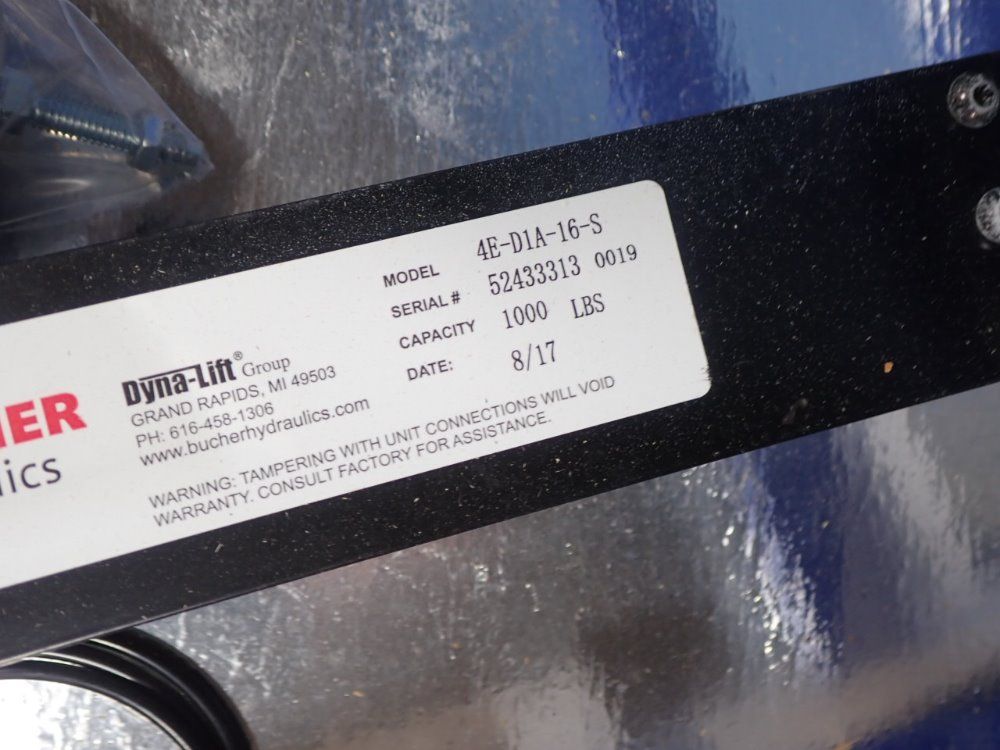 HER
lics
Dyna-Lift® Group
GRAND RAPIDS, MI 49503
PH: 616-458-1306
www.bucherhydraulics.com
MODEL 4E-D1A-16-S
SERIAL # 52433313 0019
CAPACITY 1000 LBS
DATE: 8/17
WARNING: TAMPERING WITH UNIT CONNECTIONS WILL VOID
WARRANTY. CONSULT FACTORY FOR ASSISTANCE.